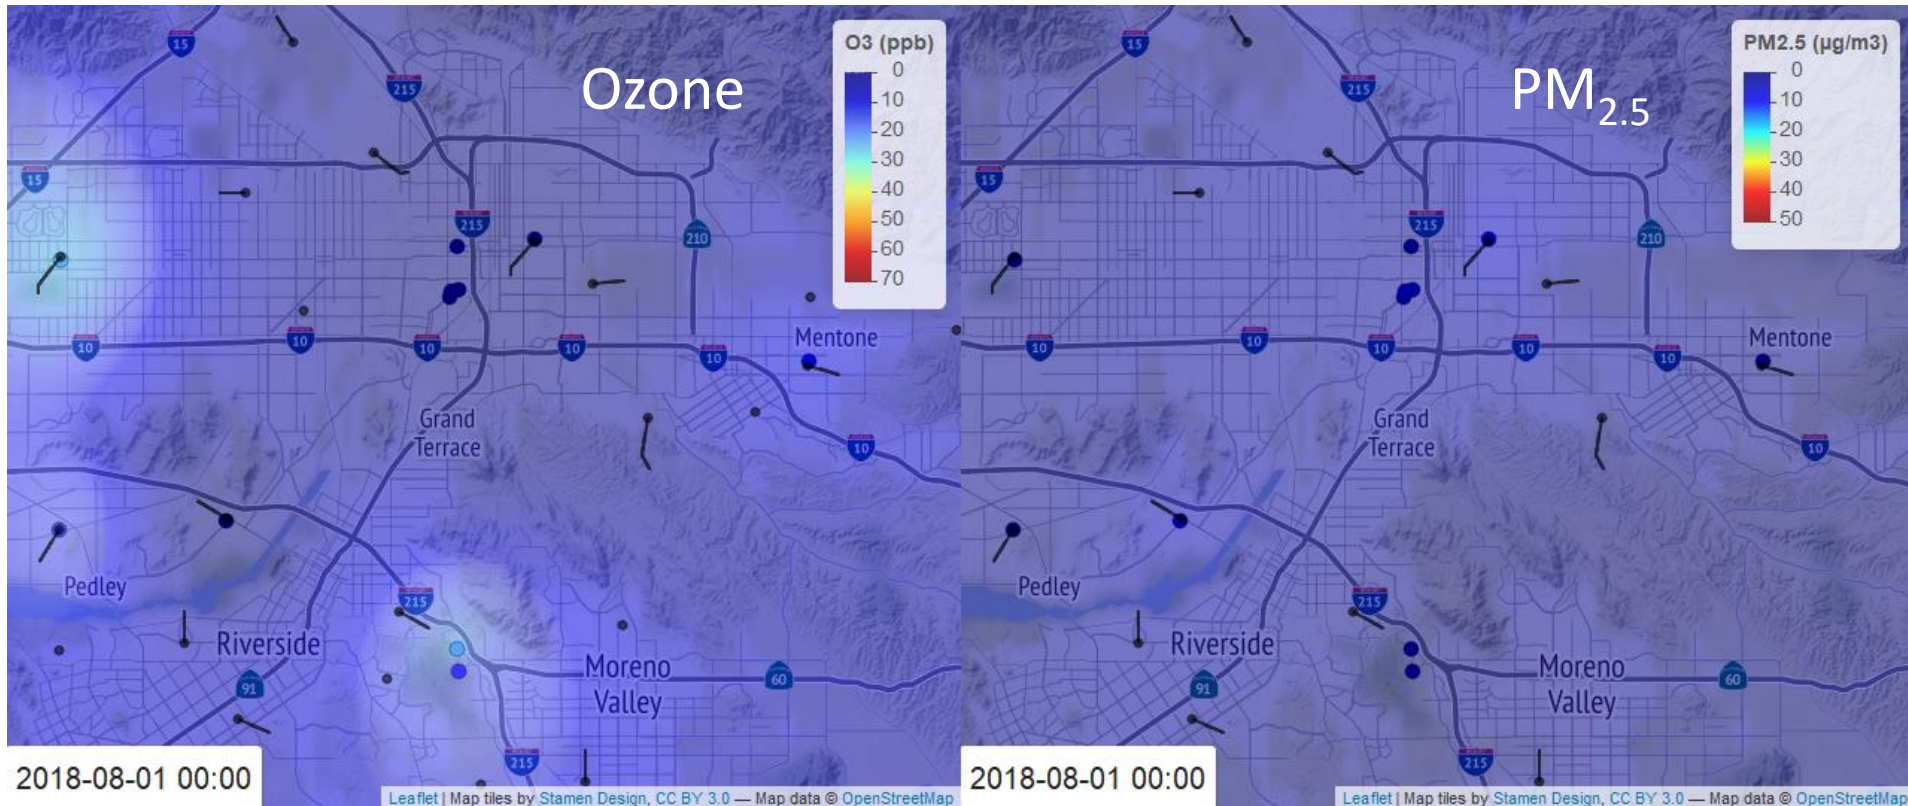 15
215
Ozone
O3 (ppb)
0
10
20
30
40
50
60
70
15
215
210
10
10
10
10
10
Mentone
Grand
Terrace
10
Pedley
215
Riverside
Moreno
Valley
60
91
215
2018-08-01 00:00
Leaflet | Map tiles by Stamen Design, CC BY 3.0 — Map data © OpenStreetMap
15
215
PM2.5
PM2.5 (µg/m3)
0
10
20
30
40
50
15
215
210
10
10
10
10
10
Mentone
Grand
Terrace
10
Pedley
215
Riverside
Moreno
Valley
60
91
215
2018-08-01 00:00
Leaflet | Map tiles by Stamen Design, CC BY 3.0 — Map data © OpenStreetMap